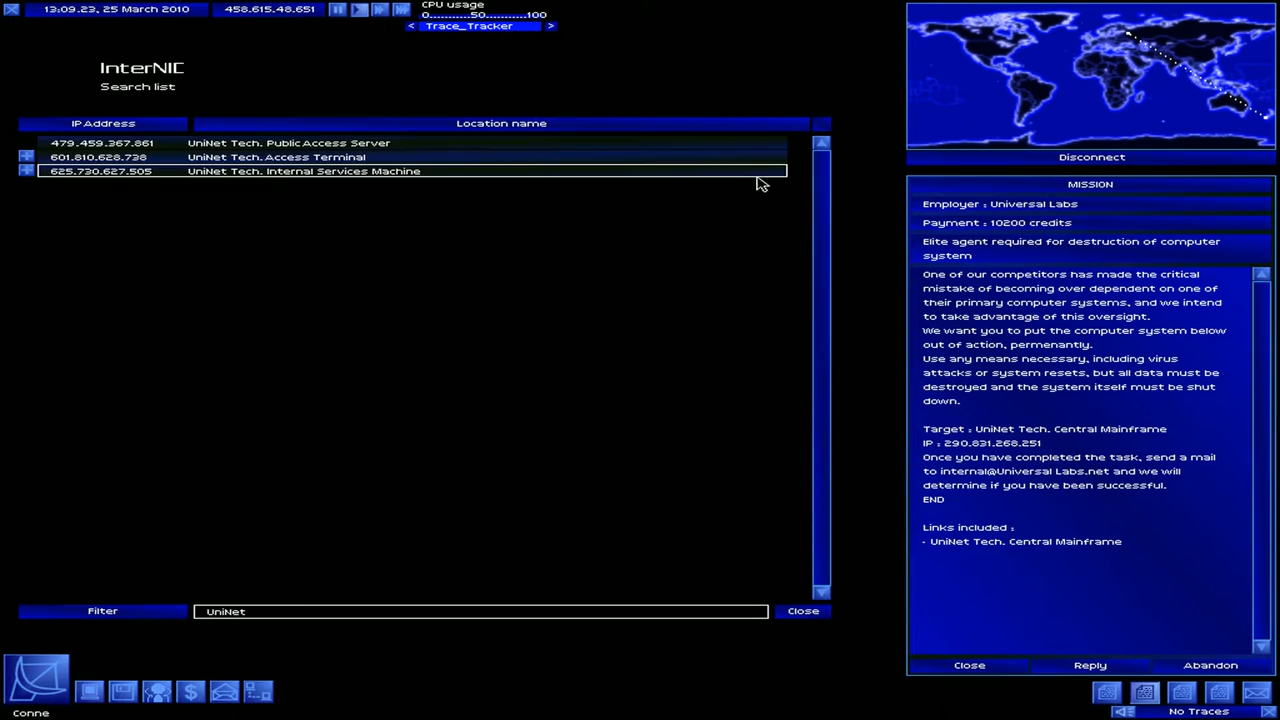 13:09.23, 25 March 2010
458.615.48.651
CPU usage
0.........50.........100
< Trace_Tracker >
InterNIC
Search list
IP Address
Location name
479.459.367.861 UniNet Tech. Public Access Server
601.810.628.738 UniNet Tech. Access Terminal
625.730.627.505 UniNet Tech. Internal Services Machine
Filter
UniNet
Close
Conne
Disconnect
MISSION
Employer : Universal Labs
Payment : 10200 credits
Elite agent required for destruction of computer
system
One of our competitors has made the critical
mistake of becoming over dependent on one of
their primary computer systems, and we intend
to take advantage of this oversight.
We want you to put the computer system below
out of action, permenantly.
Use any means necessary, including virus
attacks or system resets, but all data must be
destroyed and the system itself must be shut
down.
Target : UniNet Tech. Central Mainframe
IP : 290.831.268.251
Once you have completed the task, send a mail
to internal@Universal Labs.net and we will
determine if you have been successful.
END
Links included :
- UniNet Tech. Central Mainframe
Close
Reply
Abandon
No Traces